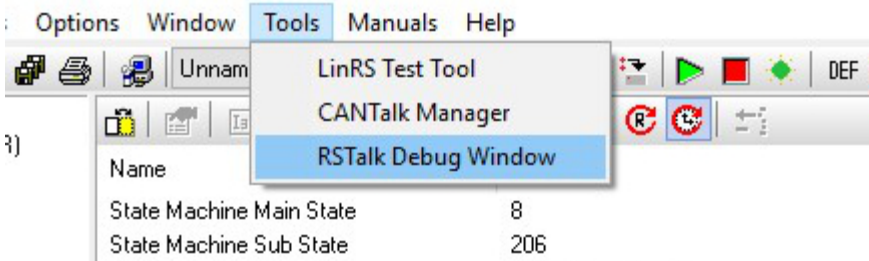 Options Window Tools Manuals Help
Unnam
LinRS Test Tool
DEF
CANTalk Manager
RSTalk Debug Window
Name
State Machine Main State 8
State Machine Sub State 206